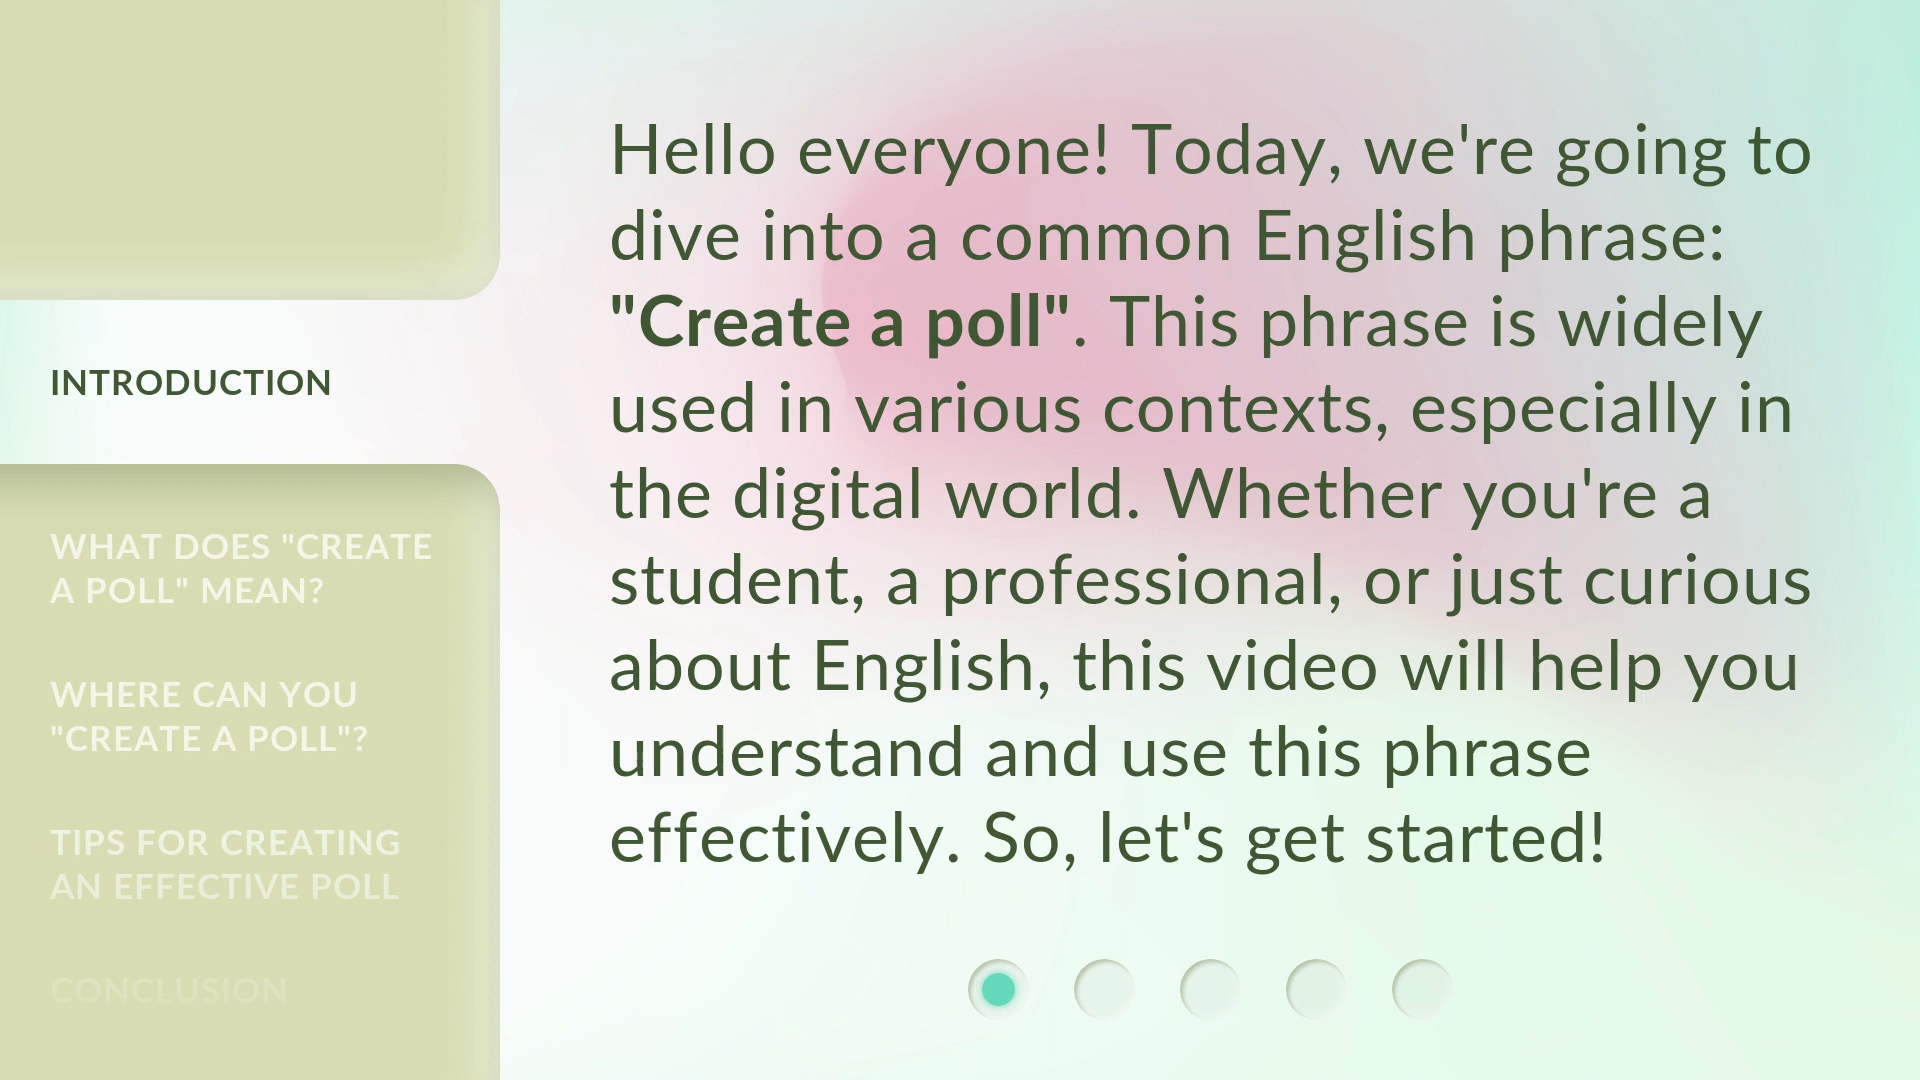 INTRODUCTION
WHAT DOES "CREATE
A POLL" MEAN?
WHERE CAN YOU
"CREATE A POLL"?
TIPS FOR CREATING
AN EFFECTIVE POLL
CONCLUSION
Hello everyone! Today, we're going to
dive into a common English phrase:
"Create a poll". This phrase is widely
used in various contexts, especially in
the digital world. Whether you're a
student, a professional, or just curious
about English, this video will help you
understand and use this phrase
effectively. So, let's get started!